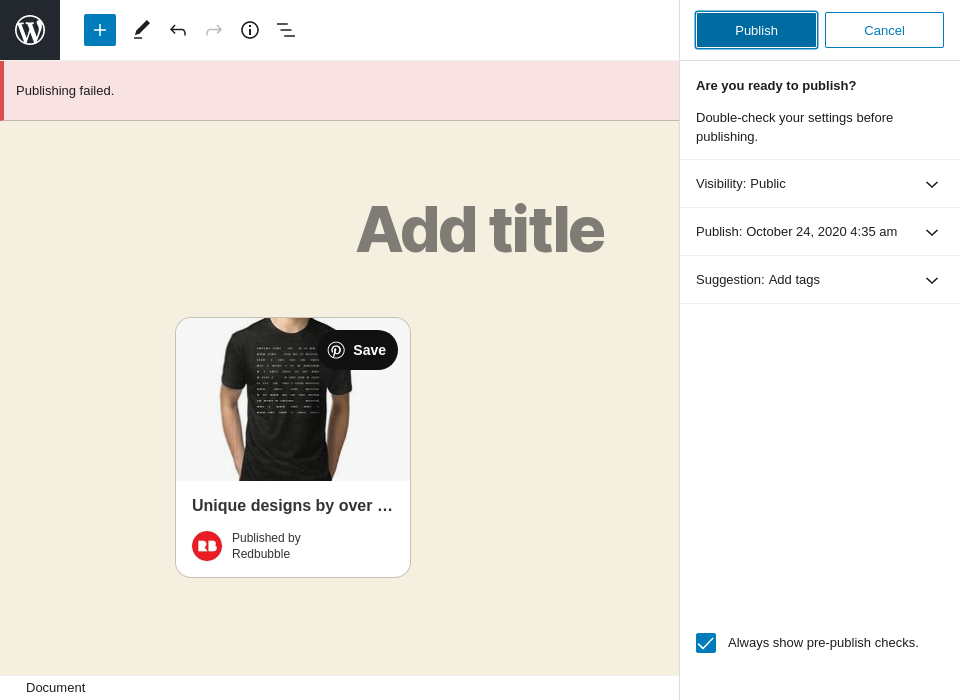 Publish
Cancel
Publishing failed.
Are you ready to publish?
Double-check your settings before
publishing.
Visibility: Public
Publish: October 24, 2020 4:35 am
Suggestion: Add tags
Add title
Save
Unique designs by over …
RB
Published by
Redbubble
Always show pre-publish checks.
Document